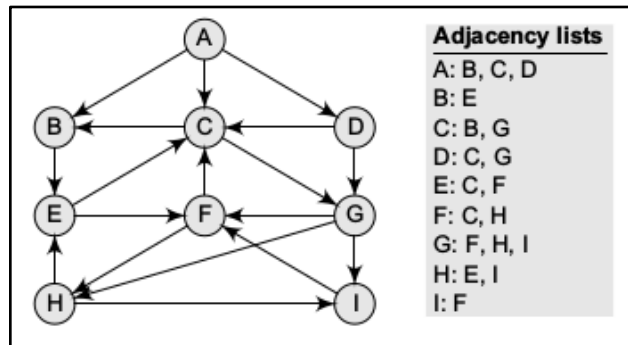 A
B
C
D
E
F
G
H
I
Adjacency lists
A: B, C, D
B: E
C: B, G
D: C, G
E: C, F
F: C, H
G: F, H, I
H: E, I
I: F